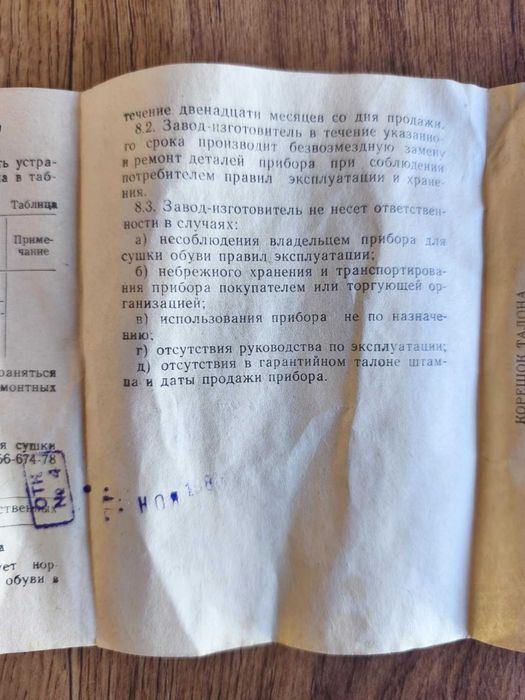 ть устра-
а в таб-
Таблица
Приме-
чание
раняться
емонтных
я сушки
66-674-78
ОТК
№ 4
ственных
а
ует нор-
обуви в
течение двенадцати месяцев со дня продажи.
8.2. Завод-изготовитель в течение указанно-
го срока производит безвозмездную замену
и ремонт деталей прибора при соблюдении
потребителем правил эксплуатации и хране-
ния.
8.3. Завод-изготовитель не несет ответствен-
ности в случаях:
а) несоблюдения владельцем прибора для
сушки обуви правил эксплуатации;
б) небрежного хранения и транспортирова-
ния прибора покупателем или торгующей ор-
ганизацией;
в) использования прибора не по назначе-
нию;
г) отсутствия руководства по эксплуатации;
д) отсутствия в гарантийном талоне штам-
па и даты продажи прибора.
НОЯ
КОРЕШОК ТАЛОНА